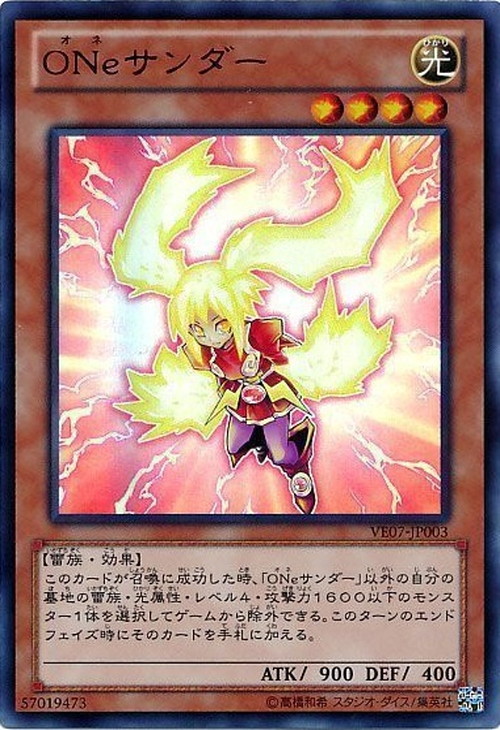 オネ
ONeサンダー
ひかり
光
VE07-JP003
【雷族・効果】
このカードが召喚に成功した時、「ONeサンダー」以外の自分の
墓地の雷族・光属性・レベル4・攻撃力1600以下のモンス
ター1体を選択してゲームから除外できる。このターンのエンド
フェイズ時にそのカードを手札に加える。
ATK/ 900 DEF/ 400
57019473
©高橋和希 スタジオ・ダイス/集英社